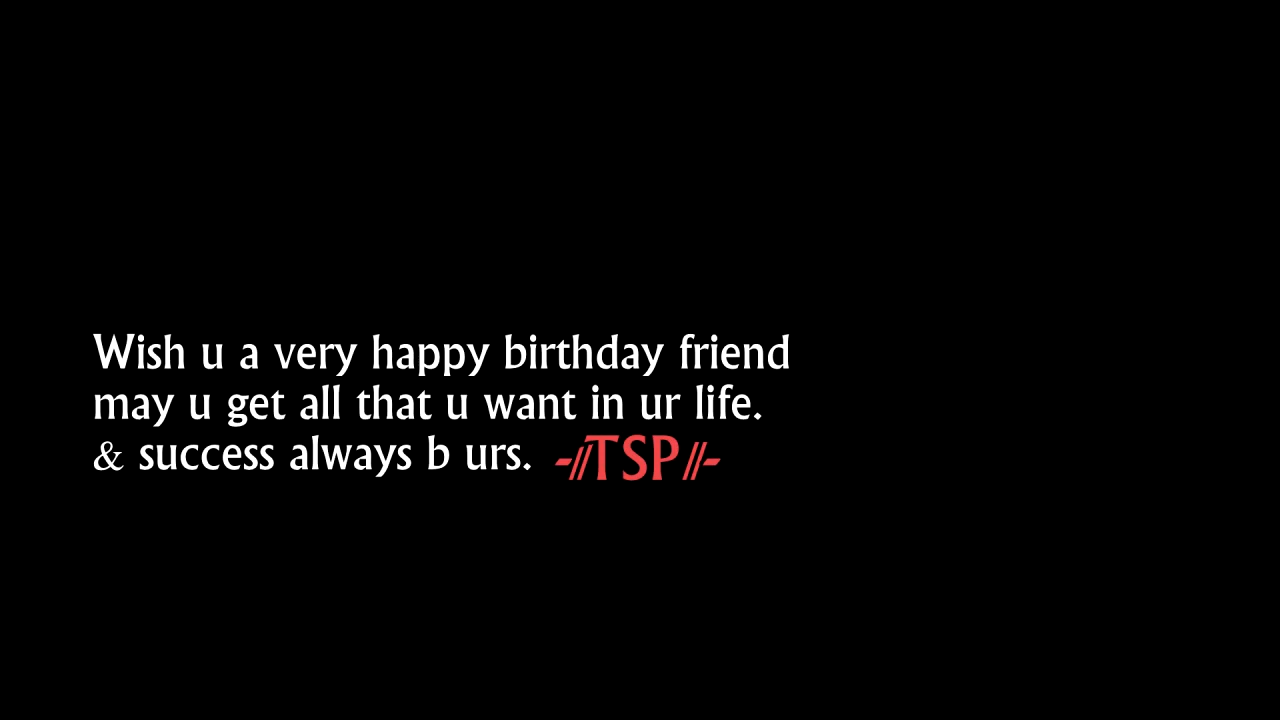 Wish u a very happy birthday friend
may u get all that u want in ur life.
& success always b urs. -//TSP//-